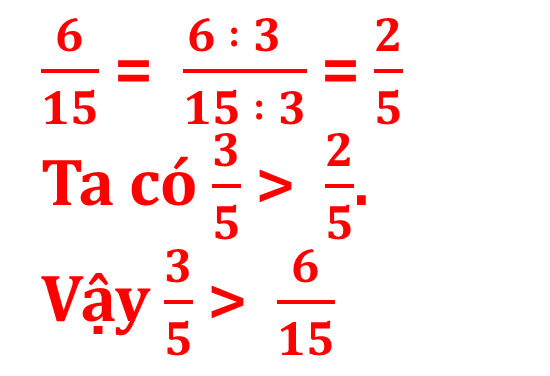 6/15 = 6 : 3/15 : 3 = 2/5
Ta có 3/5 > 2/5.
Vậy 3/5 > 6/15